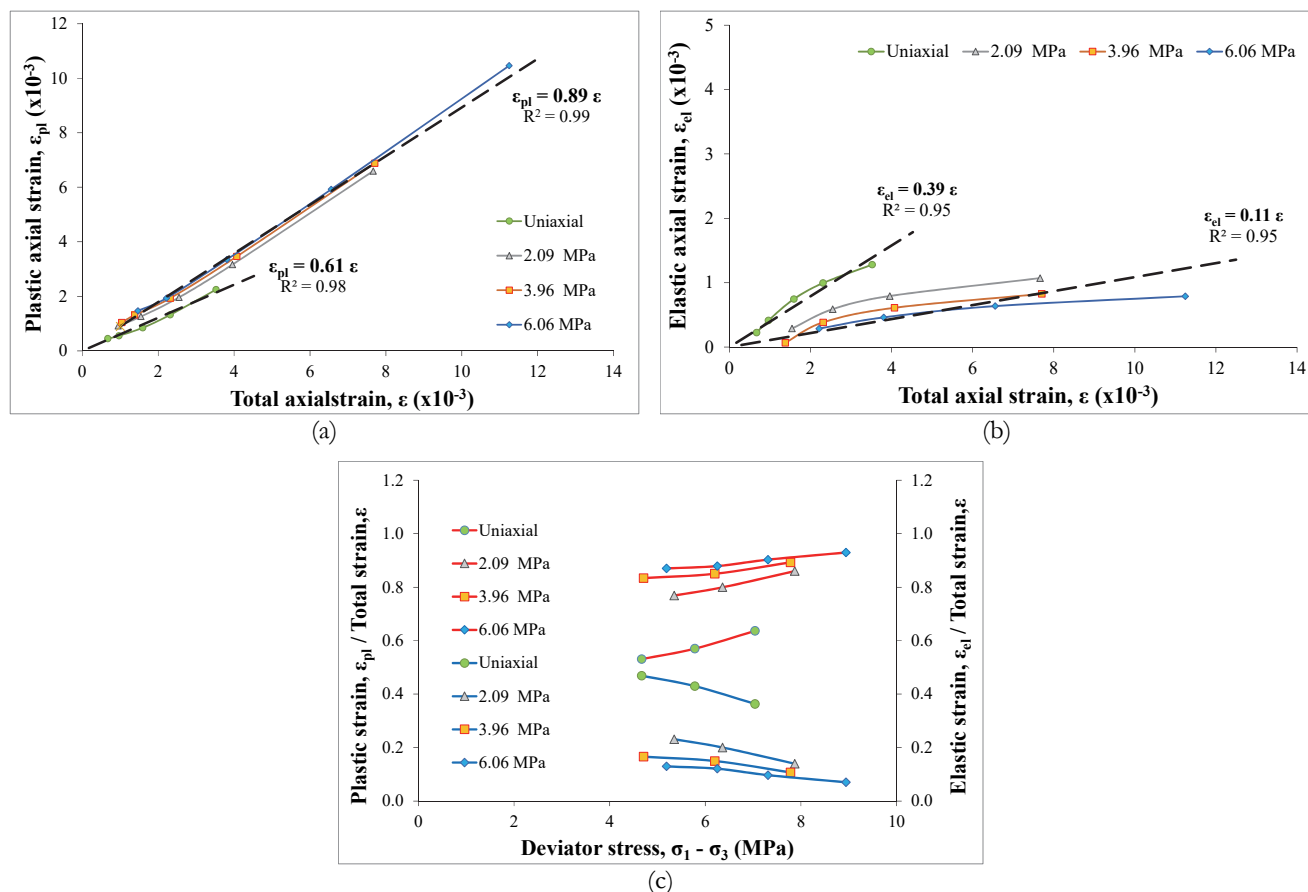 Plastic axial strain, εpl (x10-3)
12
10
8
6
4
2
0
εpl = 0.89 ε
R² = 0.99
Uniaxial
2.09 MPa
3.96 MPa
6.06 MPa
εpl = 0.61 ε
R² = 0.98
0 2 4 6 8 10 12 14
Total axialstrain, ε (x10-3)
(a)
Elastic axial strain, εel (x10-3)
5
4
3
2
1
0
Uniaxial 2.09 MPa 3.96 MPa 6.06 MPa
εel = 0.39 ε
R² = 0.95
εel = 0.11 ε
R² = 0.95
0 2 4 6 8 10 12 14
Total axial strain, ε (x10-3)
(b)
Plastic strain, εpl / Total strain,ε
1.2
1.0
0.8
0.6
0.4
0.2
0.0
Uniaxial
2.09 MPa
3.96 MPa
6.06 MPa
Uniaxial
2.09 MPa
3.96 MPa
6.06 MPa
1.2
1.0
0.8
0.6
0.4
0.2
0.0
Elastic strain, εel / Total strain,ε
0 2 4 6 8 10
Deviator stress, σ1 - σ3 (MPa)
(c)